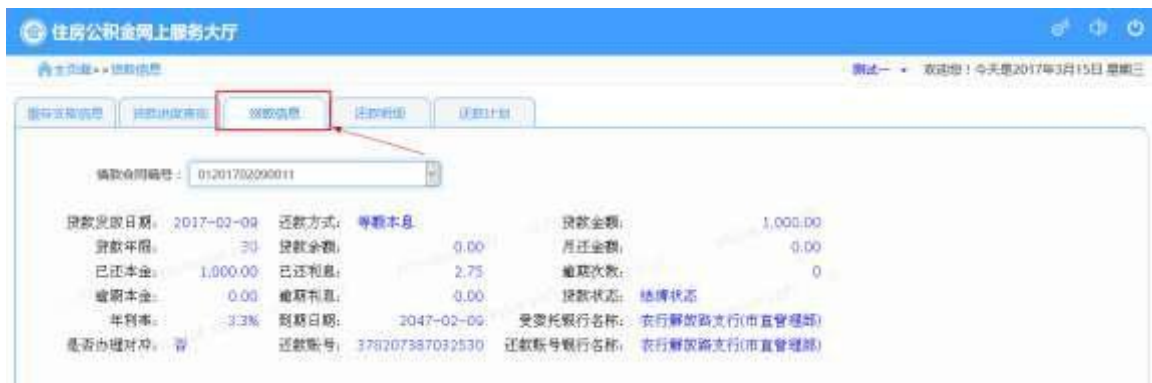 住房公积金网上服务大厅
主页面>>贷款信息 测试一 欢迎您！今天是2017年3月15日 星期三
贷款进度查询 贷款信息 还款明细 还款计划
借款合同编号： 01201702090011
贷款发放日期： 2017-02-09 还款方式： 等额本息 贷款金额： 1,000.00
贷款年限： 30 贷款余额： 0.00 月还金额： 0.00
已还本金： 1,000.00 已还利息： 2.75 逾期次数： 0
逾期本金： 0.00 逾期利息： 0.00 贷款状态： 结清状态
年利率： 3.3% 到期日期： 2047-02-09 受委托银行名称： 农行解放路支行(市直管理部)
是否办理对冲： 否 还款账号： 378207387032530 还款账号银行名称： 农行解放路支行(市直管理部)